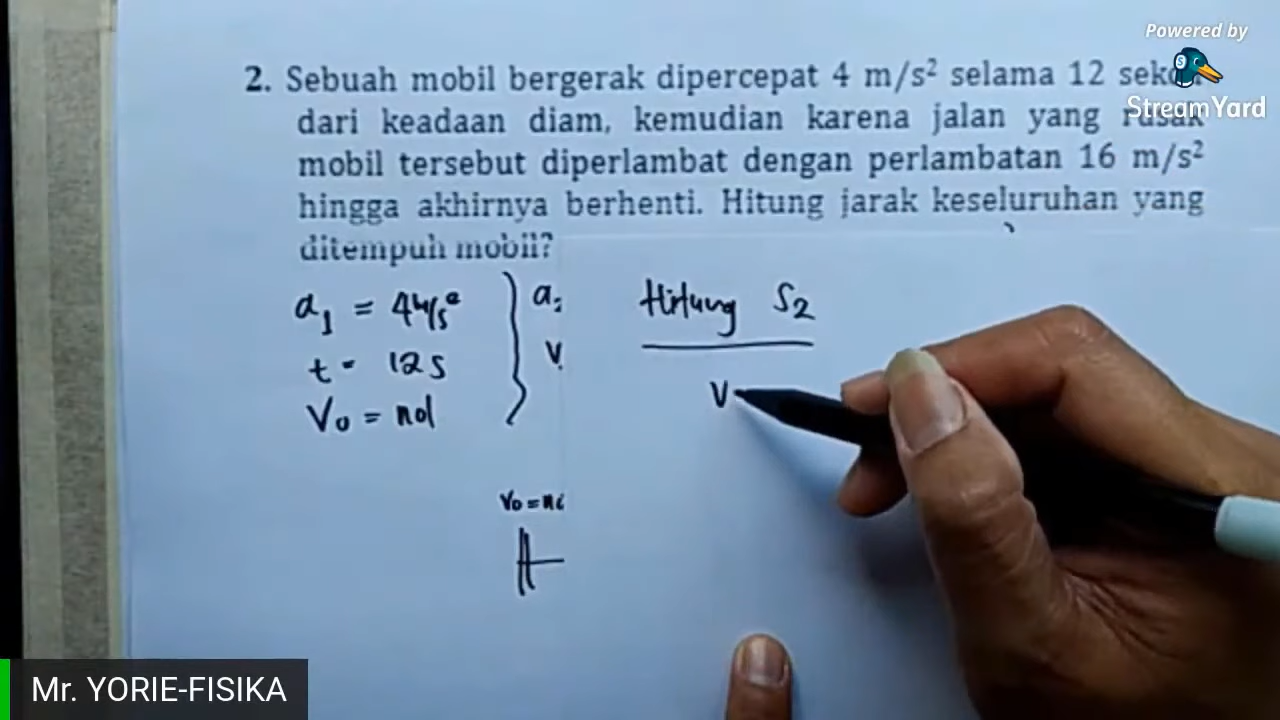 Powered by
StreamYard
2. Sebuah mobil bergerak dipercepat 4 m/s² selama 12
dari keadaan diam, kemudian karena jalan yang rusak
mobil tersebut diperlambat dengan perlambatan 16 m/s²
hingga akhirnya berhenti. Hitung jarak keseluruhan yang
ditempuh mobil?
a₁ = 4 m/s²
t = 12 s
V₀ = nol
a
V
Hitung S₂
V
V₀ =
Mr. YORIE-FISIKA